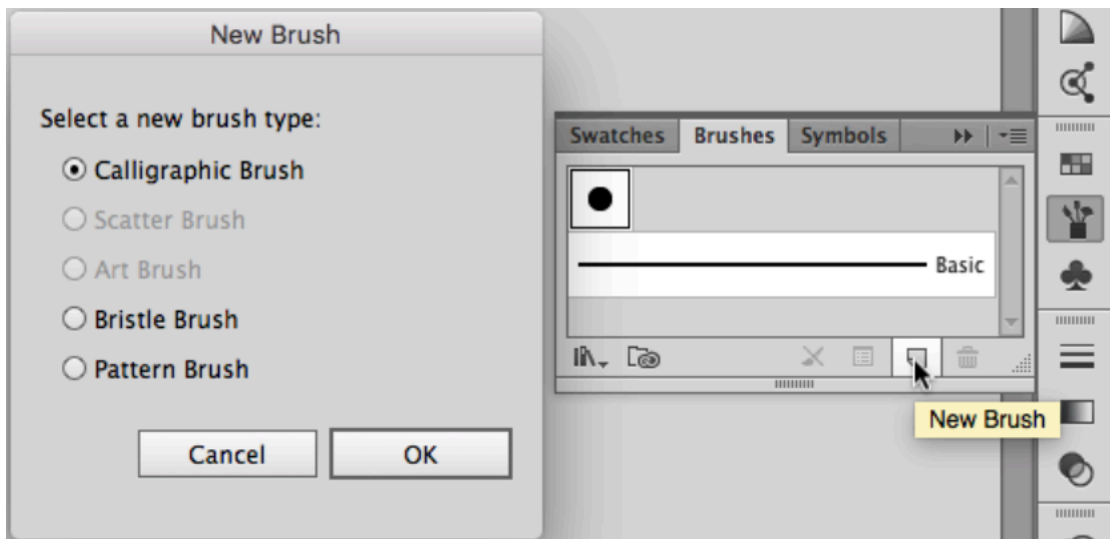 New Brush
Select a new brush type:
Calligraphic Brush
Scatter Brush
Art Brush
Bristle Brush
Pattern Brush
Cancel OK
Swatches Brushes Symbols
Basic
New Brush